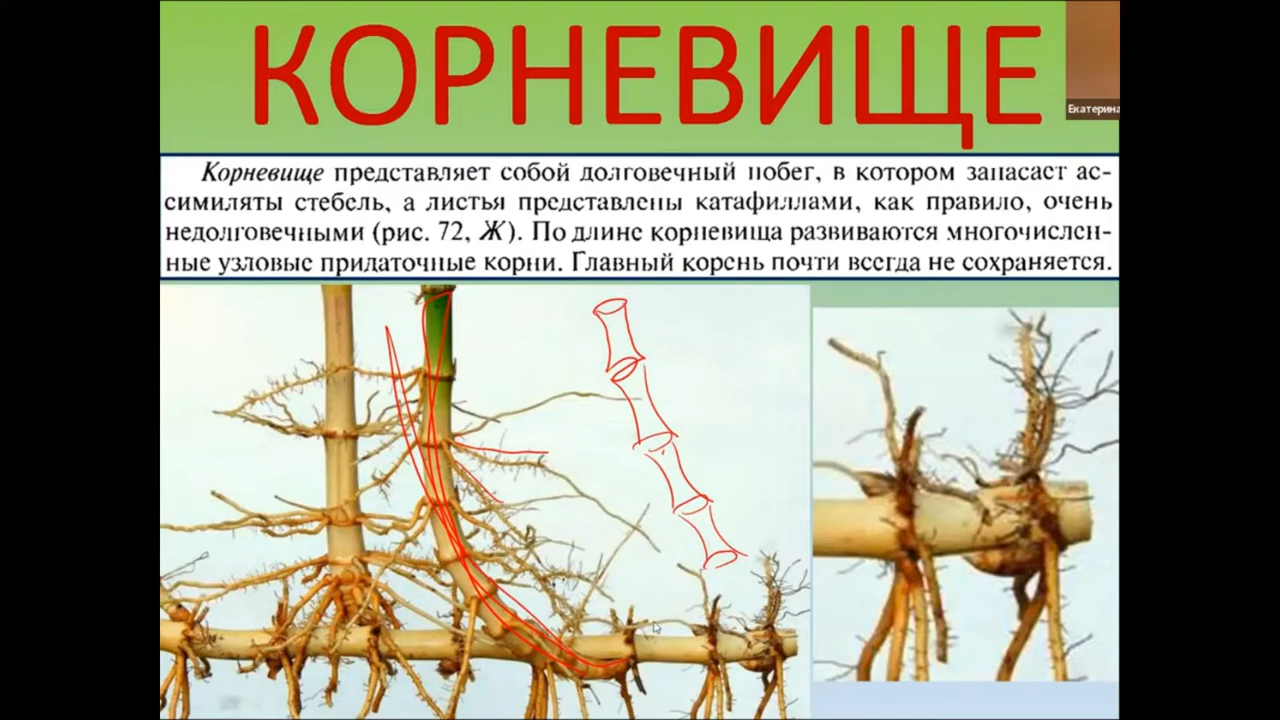 КОРНЕВИЩЕ
Екатерина
Корневище представляет собой долговечный побег, в котором запасает ас-
симиляты стебель, а листья представлены катафиллами, как правило, очень
недолговечными (рис. 72, Ж). По длине корневища развиваются многочислен-
ные узловые придаточные корни. Главный корень почти всегда не сохраняется.